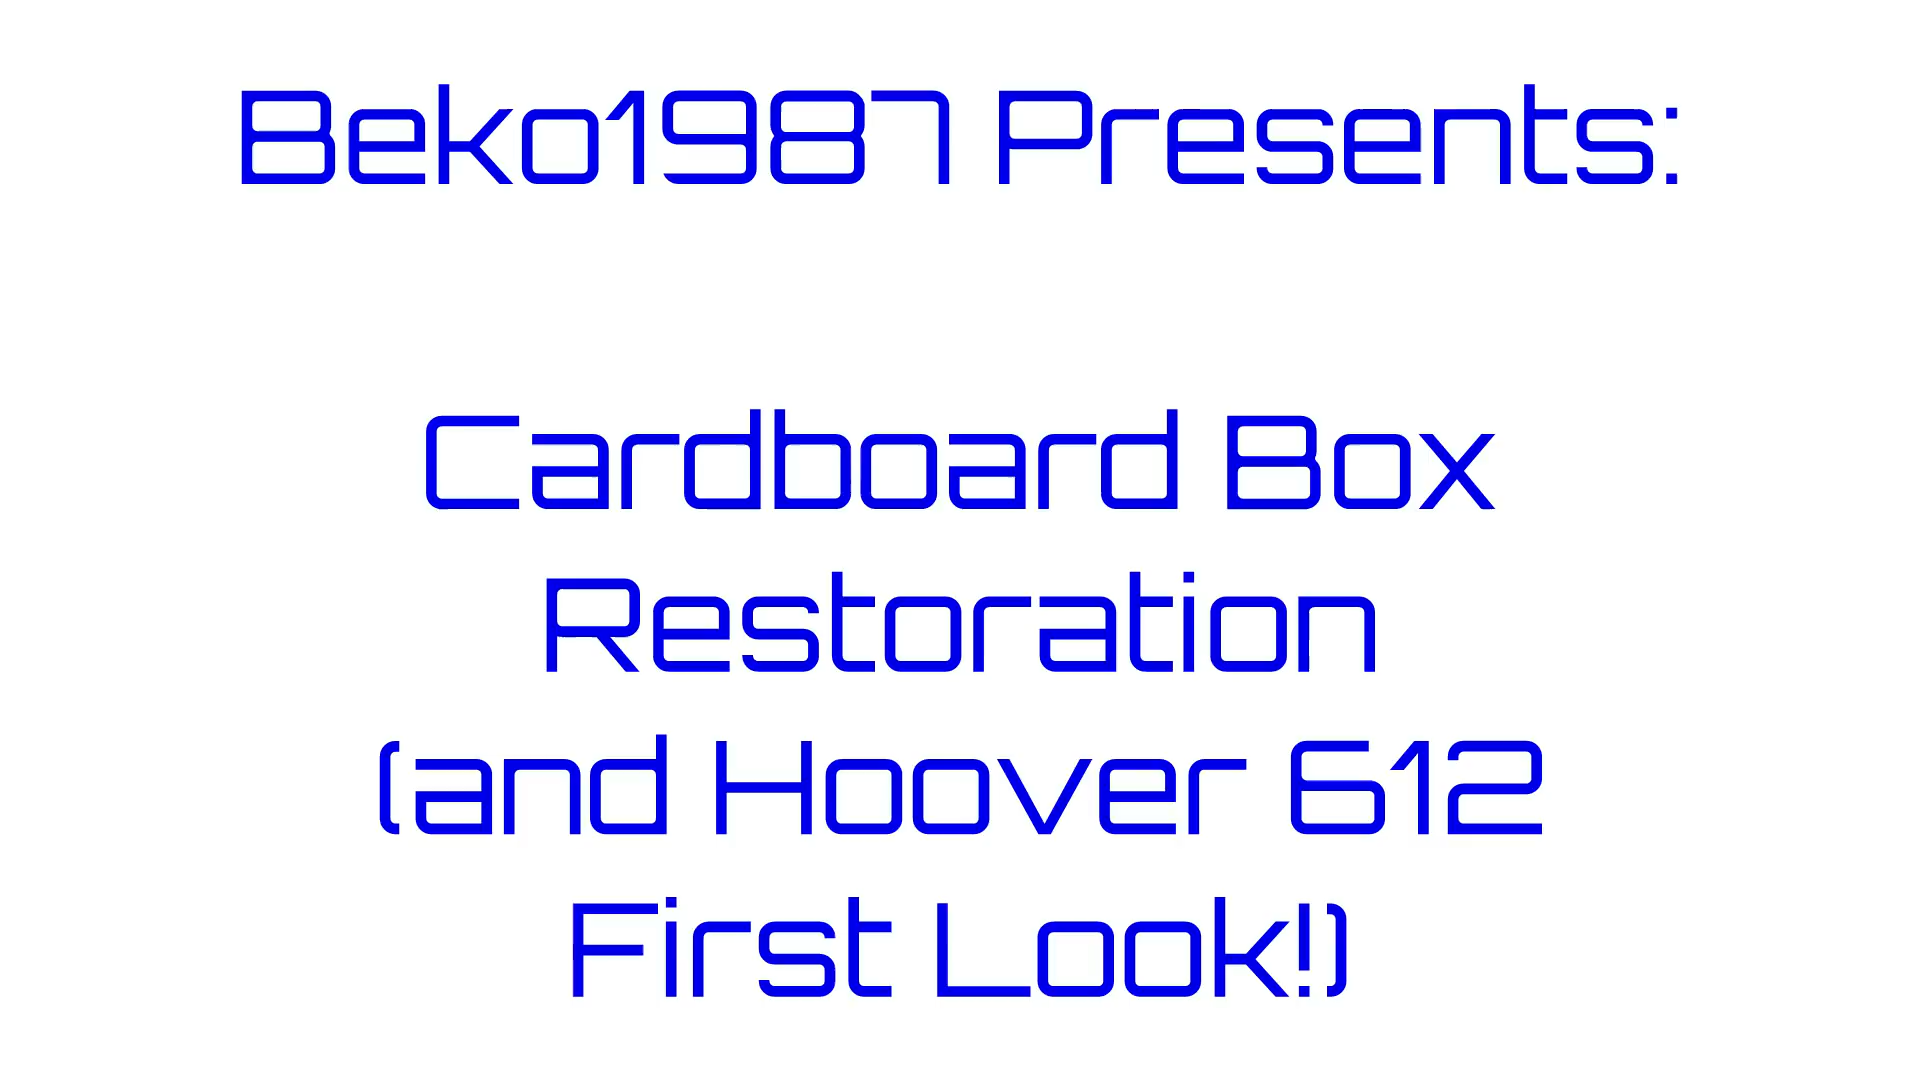 Beko1987 Presents:
Cardboard Box
Restoration
(and Hoover 612
First Look!)